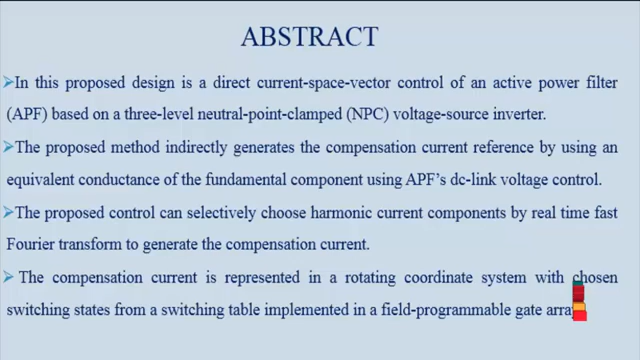 ABSTRACT
➢In this proposed design is a direct current-space-vector control of an active power filter
(APF) based on a three-level neutral-point-clamped (NPC) voltage-source inverter.
➢The proposed method indirectly generates the compensation current reference by using an
equivalent conductance of the fundamental component using APF's dc-link voltage control.
➢The proposed control can selectively choose harmonic current components by real time fast
Fourier transform to generate the compensation current.
➢ The compensation current is represented in a rotating coordinate system with chosen
switching states from a switching table implemented in a field-programmable gate